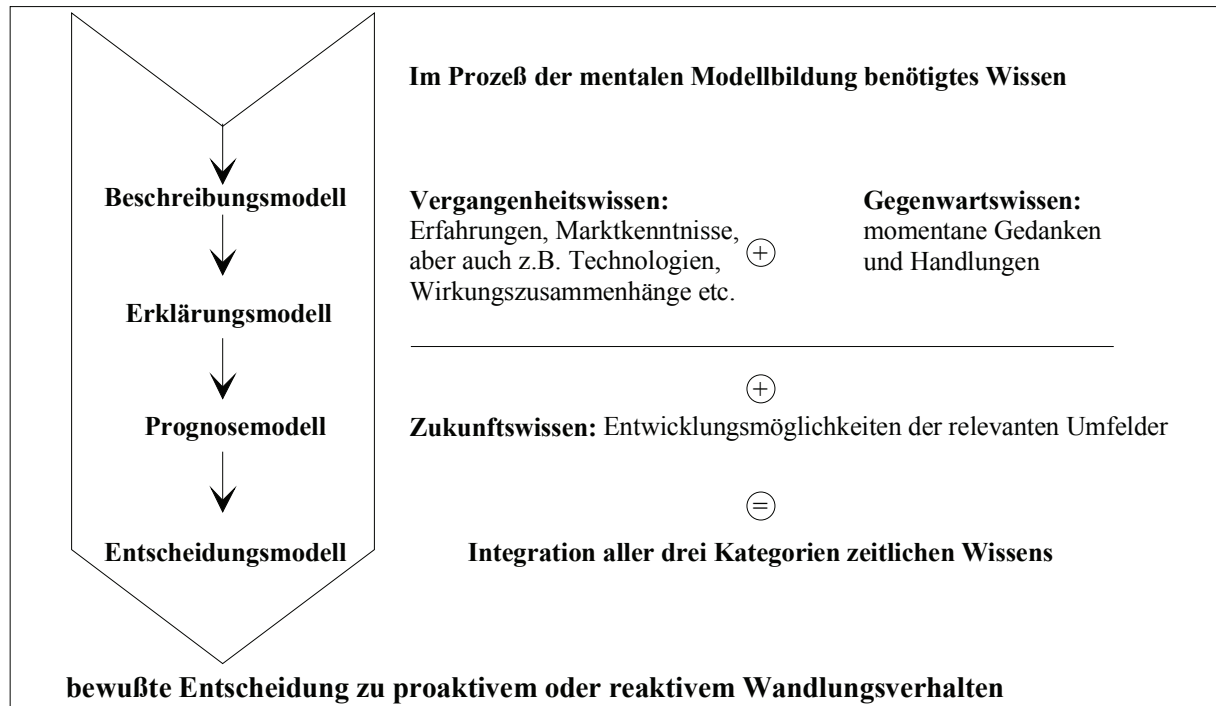 Im Prozeß der mentalen Modellbildung benötigtes Wissen
Beschreibungsmodell
Vergangenheitswissen:
Erfahrungen, Marktkenntnisse,
aber auch z.B. Technologien,
Wirkungszusammenhänge etc.
+
Gegenwartswissen:
momentane Gedanken
und Handlungen
Erklärungsmodell
+
Prognosemodell
Zukunftswissen: Entwicklungsmöglichkeiten der relevanten Umfelder
=
Entscheidungsmodell
Integration aller drei Kategorien zeitlichen Wissens
bewußte Entscheidung zu proaktivem oder reaktivem Wandlungsverhalten